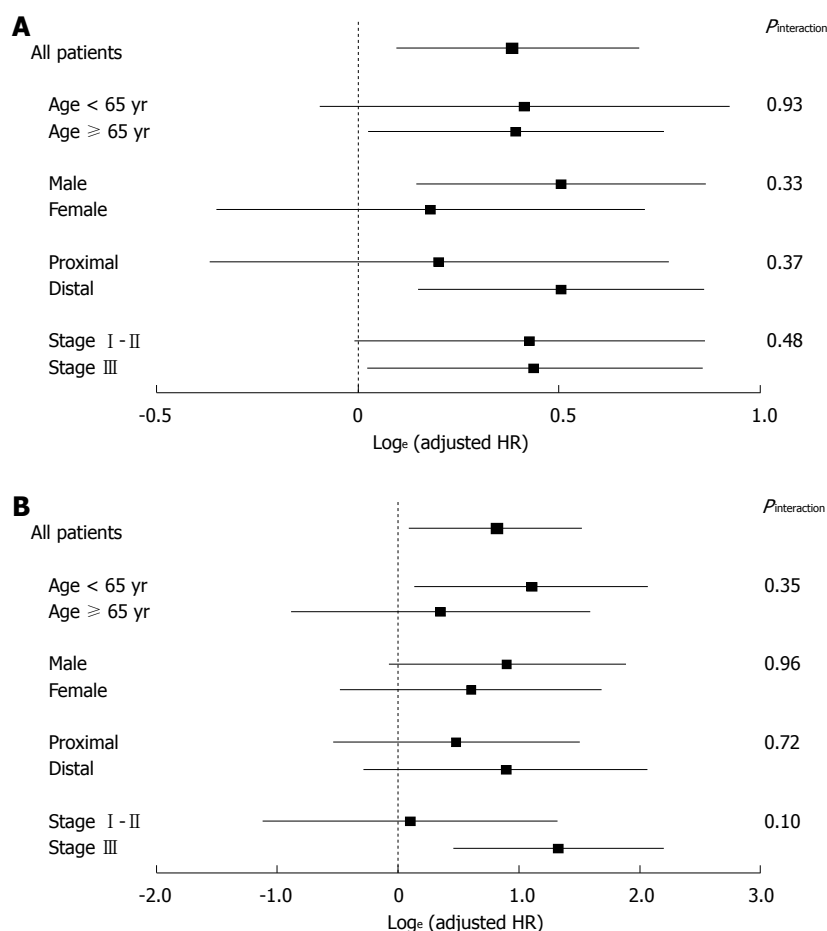 A
P interaction
All patients
Age < 65 yr 0.93
Age ≥ 65 yr
Male 0.33
Female
Proximal 0.37
Distal
Stage Ⅰ-Ⅱ 0.48
Stage Ⅲ
-0.5 0 0.5 1.0
Loge (adjusted HR)
B
P interaction
All patients
Age < 65 yr 0.35
Age ≥ 65 yr
Male 0.96
Female
Proximal 0.72
Distal
Stage Ⅰ-Ⅱ 0.10
Stage Ⅲ
-2.0 -1.0 0 1.0 2.0 3.0
Loge (adjusted HR)